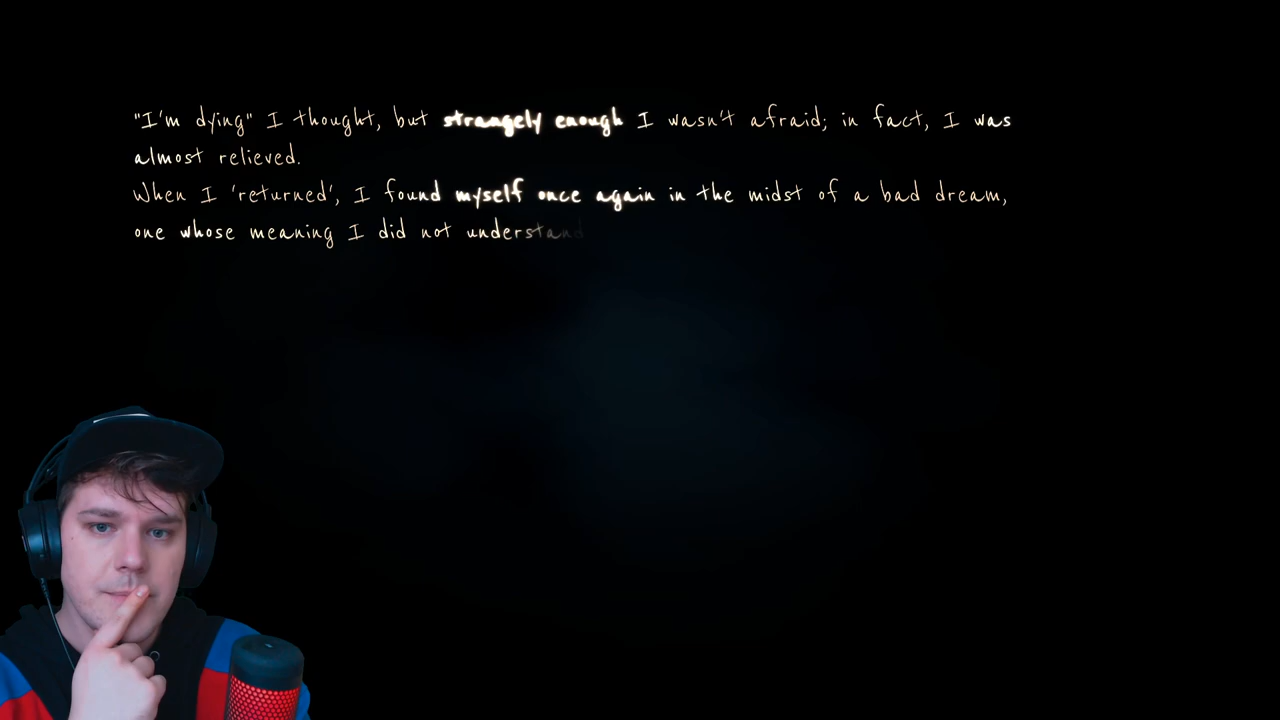 "I'm dying" I thought, but strangely enough I wasn't afraid; in fact, I was
almost relieved.
When I 'returned', I found myself once again in the midst of a bad dream,
one whose meaning I did not understand